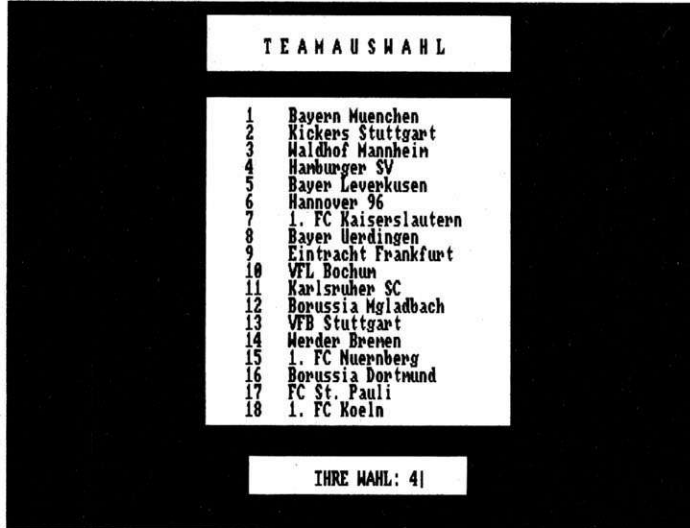 TEAMAUSWAHL
1 Bayern Muenchen
2 Kickers Stuttgart
3 Waldhof Mannheim
4 Hamburger SV
5 Bayer Leverkusen
6 Hannover 96
7 1. FC Kaiserslautern
8 Bayer Uerdingen
9 Eintracht Frankfurt
10 VFL Bochum
11 Karlsruher SC
12 Borussia Mgladbach
13 VFB Stuttgart
14 Werder Bremen
15 1. FC Nuernberg
16 Borussia Dortmund
17 FC St. Pauli
18 1. FC Koeln
IHRE WAHL: 4|